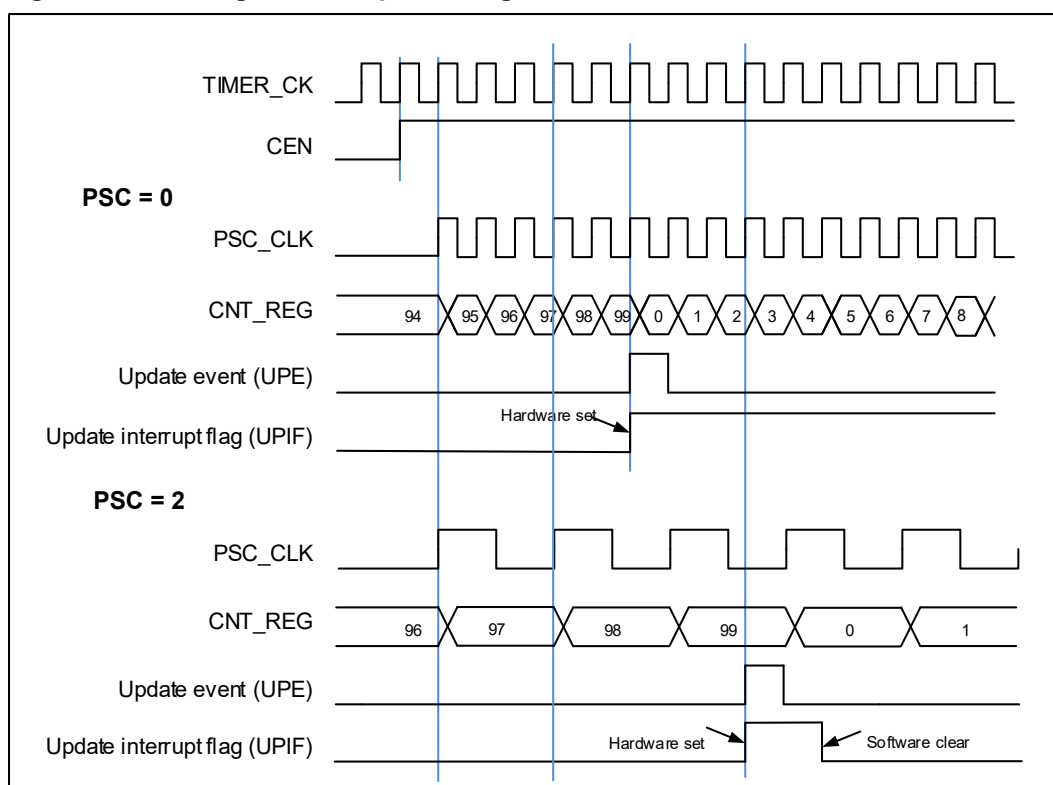 TIMER_CK
CEN
PSC = 0
PSC_CLK
CNT_REG 94 95 96 97 98 99 0 1 2 3 4 5 6 7 8
Update event (UPE)
Hardware set
Update interrupt flag (UPIF)
PSC = 2
PSC_CLK
CNT_REG 96 97 98 99 0 1
Update event (UPE)
Update interrupt flag (UPIF) Hardware set Software clear